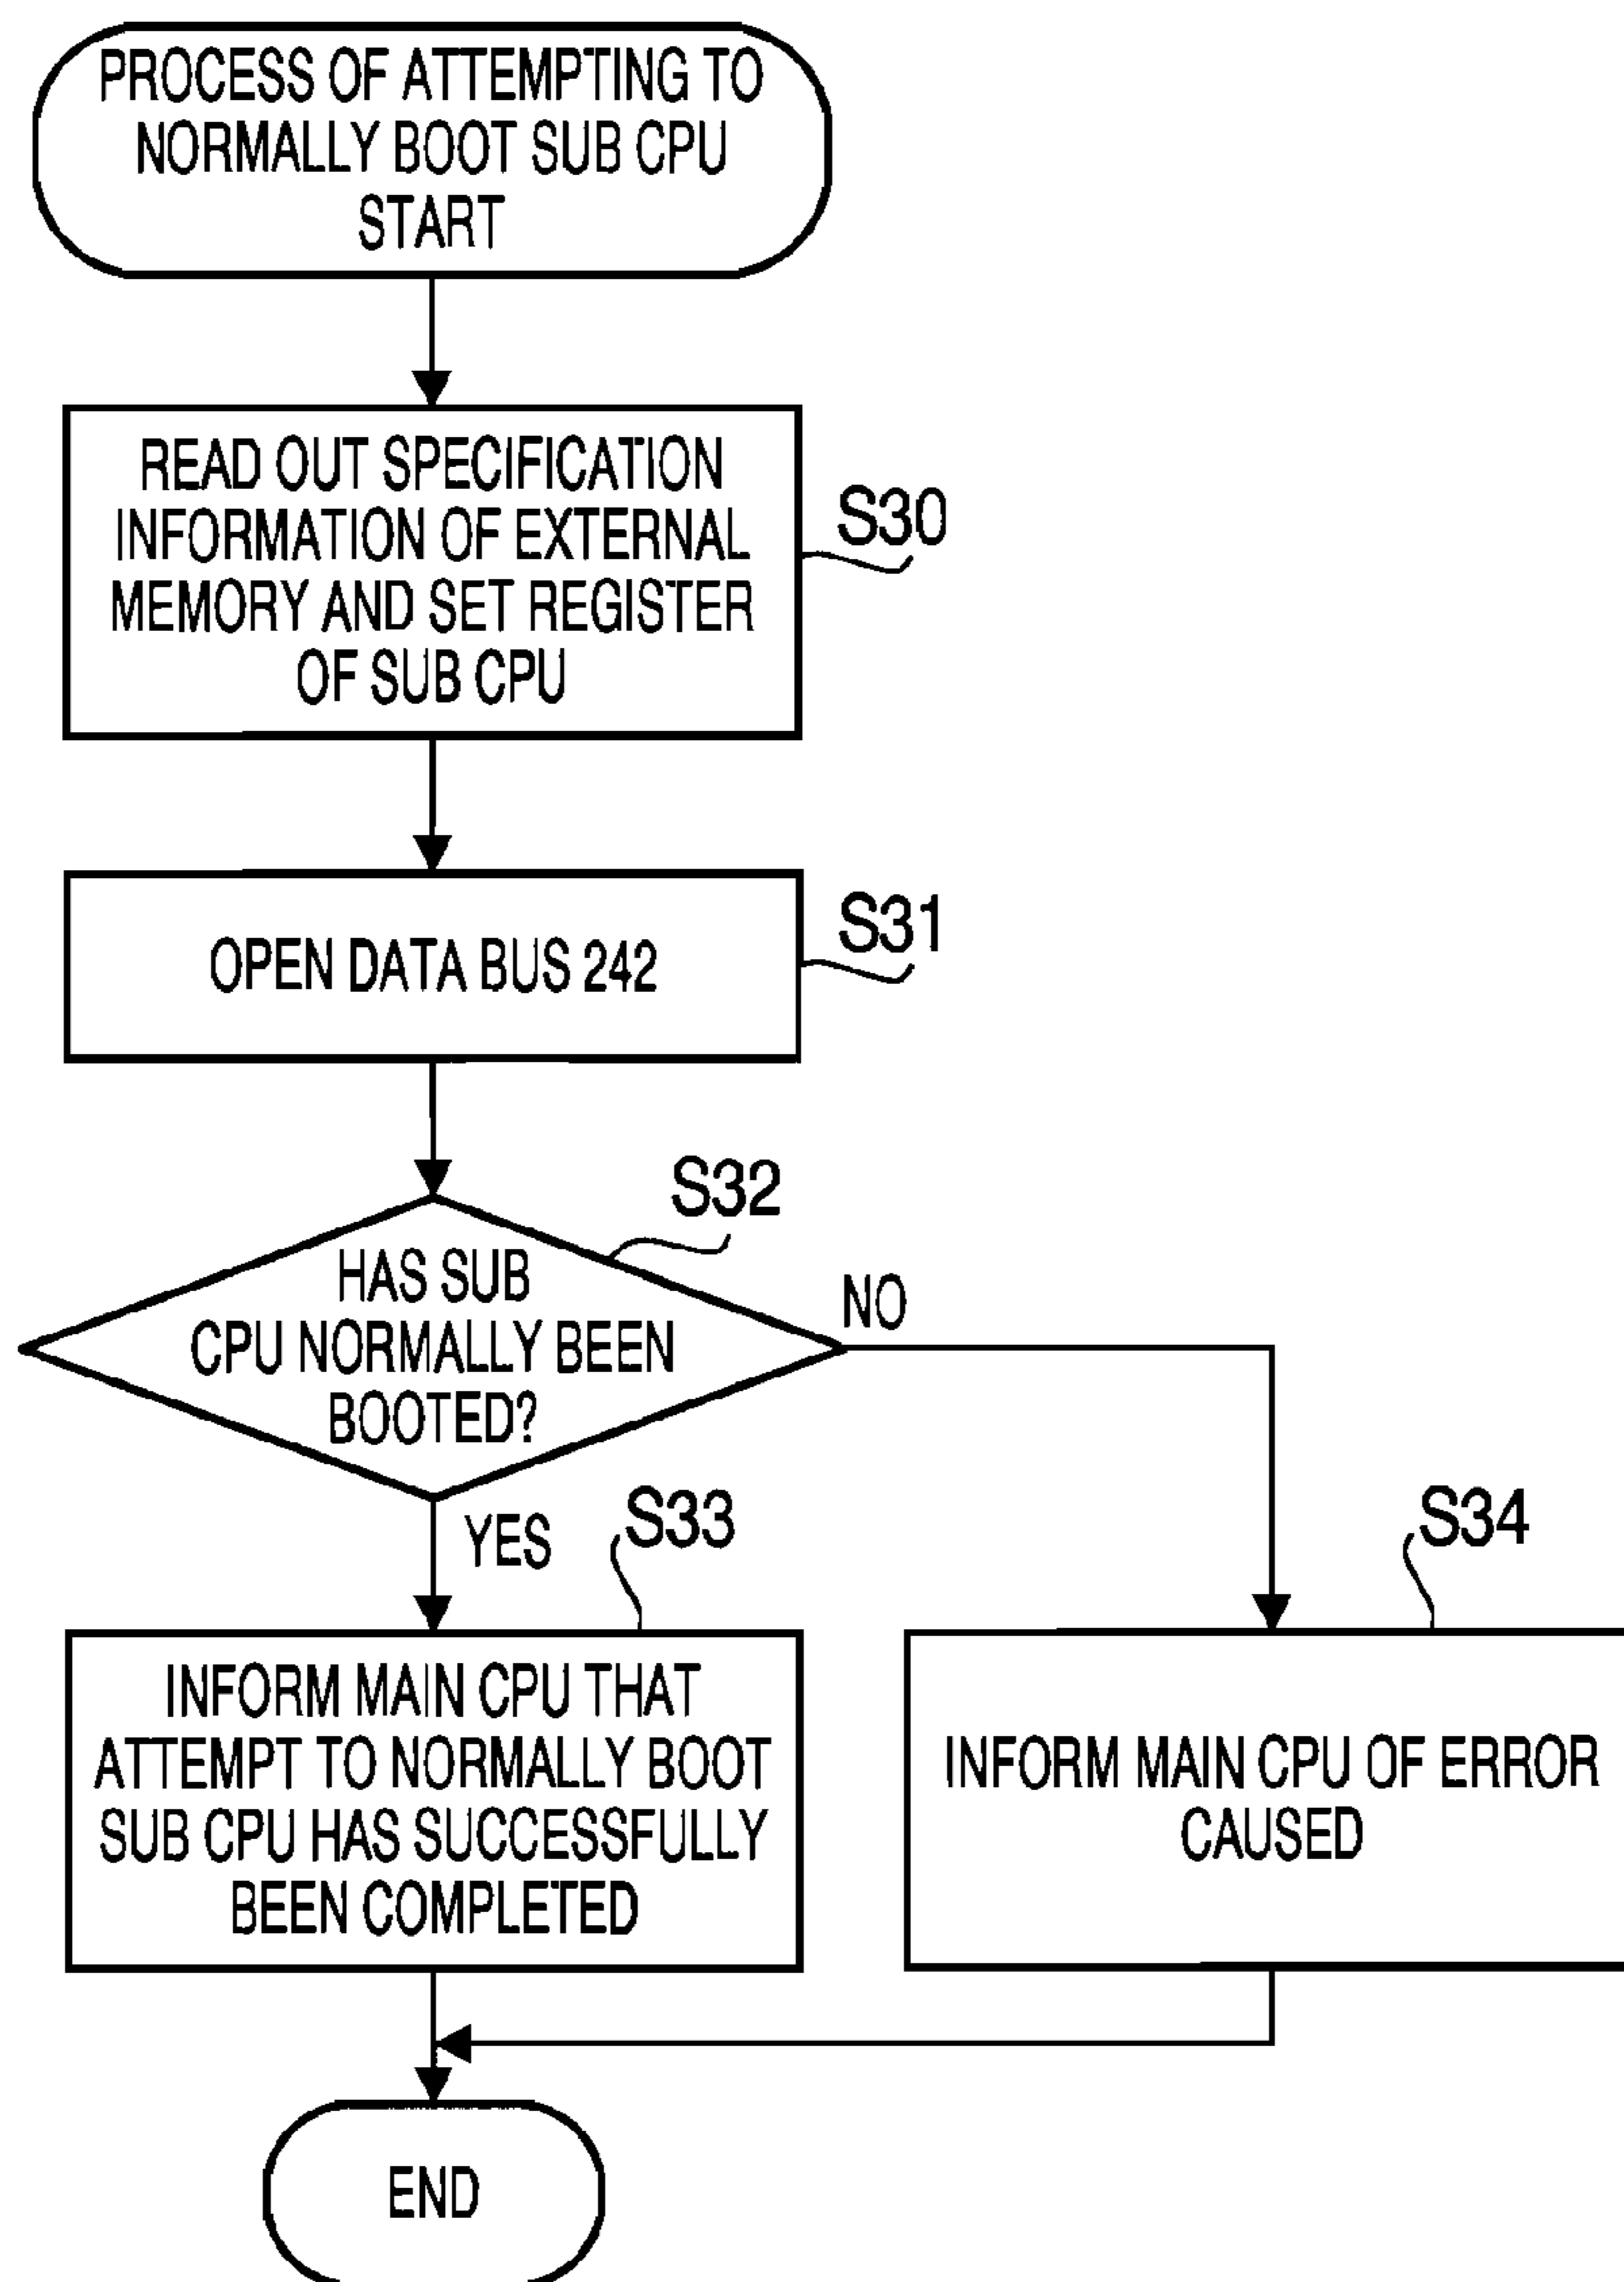 PROCESS OF ATTEMPTING TO
NORMALLY BOOT SUB CPU
START
READ OUT SPECIFICATION
INFORMATION OF EXTERNAL
MEMORY AND SET REGISTER
OF SUB CPU
S30
OPEN DATA BUS 242
S31
S32
HAS SUB
CPU NORMALLY BEEN
BOOTED?
NO
YES
S33
INFORM MAIN CPU THAT
ATTEMPT TO NORMALLY BOOT
SUB CPU HAS SUCCESSFULLY
BEEN COMPLETED
S34
INFORM MAIN CPU OF ERROR
CAUSED
END